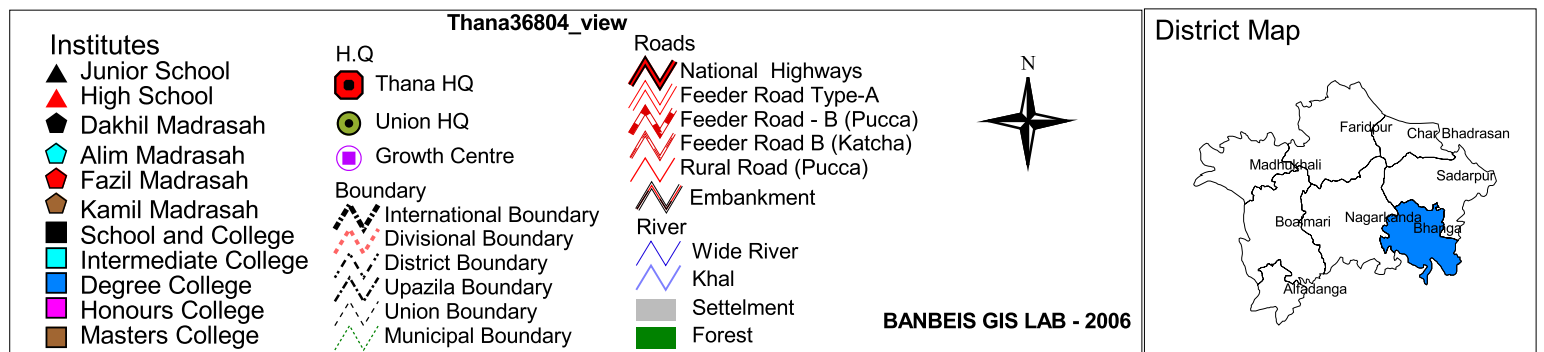 Thana36804_view
Institutes
Junior School
High School
Dakhil Madrasah
Alim Madrasah
Fazil Madrasah
Kamil Madrasah
School and College
Intermediate College
Degree College
Honours College
Masters College
H.Q
Thana HQ
Union HQ
Growth Centre
Boundary
International Boundary
Divisional Boundary
District Boundary
Upazila Boundary
Union Boundary
Municipal Boundary
Roads
National Highways
Feeder Road Type-A
Feeder Road - B (Pucca)
Feeder Road B (Katcha)
Rural Road (Pucca)
Embankment
River
Wide River
Khal
Settelment
Forest
N
BANBEIS GIS LAB - 2006
District Map
Faridpur
Char Bhadrasan
Madhukhali
Sadarpur
Boalmari
Nagarkanda
Bhanga
Alfadanga